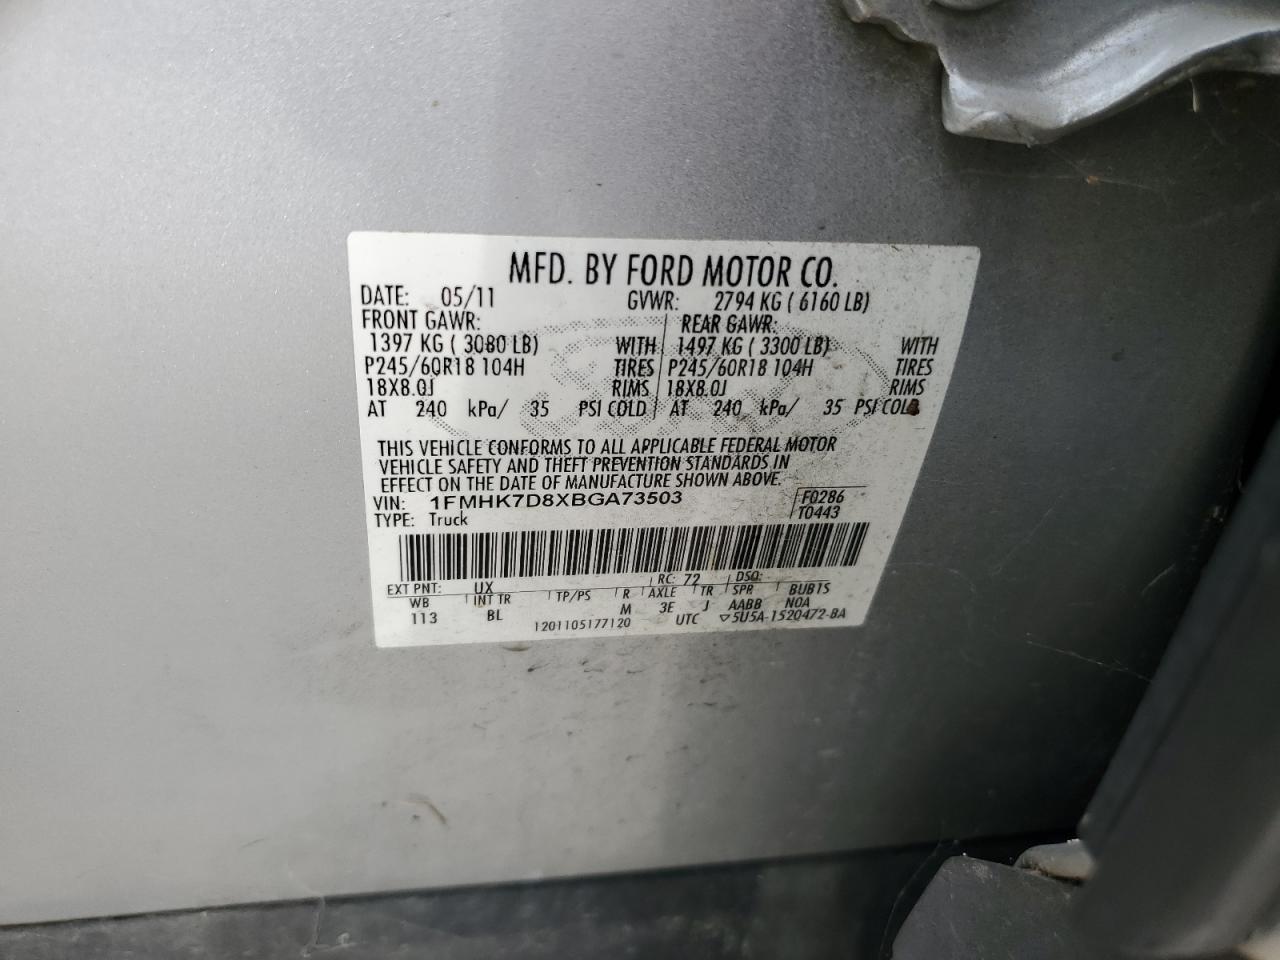 MFD. BY FORD MOTOR CO.
DATE: 05/11 GVWR: 2794 KG ( 6160 LB)
FRONT GAWR: REAR GAWR:
1397 KG ( 3080 LB) WITH 1497 KG ( 3300 LB) WITH
P245/60R18 104H TIRES P245/60R18 104H TIRES
18X8.0J RIMS 18X8.0J RIMS
AT 240 kPa/ 35 PSI COLD AT 240 kPa/ 35 PSI COLD
THIS VEHICLE CONFORMS TO ALL APPLICABLE FEDERAL MOTOR
VEHICLE SAFETY AND THEFT PREVENTION STANDARDS IN
EFFECT ON THE DATE OF MANUFACTURE SHOWN ABOVE.
VIN: 1FMHK7D8XBGA73503 F0286
TYPE: Truck T0443
EXT PNT: UX RC: 72 DSO:
WB INT TR TP/PS R AXLE TR SPR BUB1S
113 BL M 3E J AABB NOA
1201105177120 UTC ▽5U5A-1520472-BA